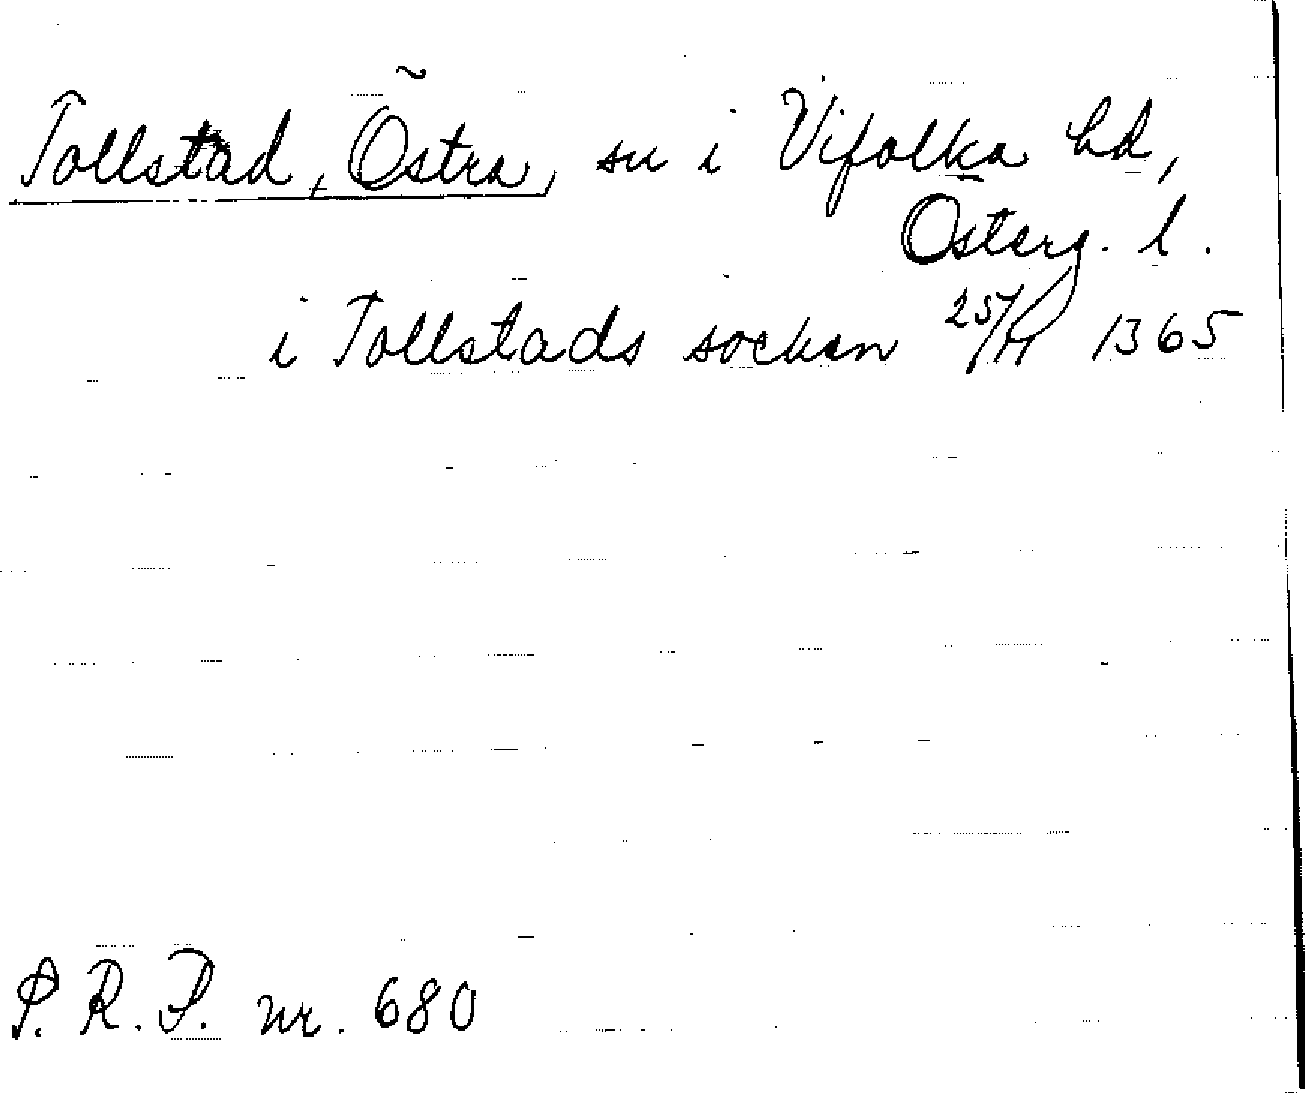 Tollstad, Östra, sn i Vifolka hd,
Österg. l.
i Tollstads socken 25/11 1365
S. R. P. nr. 680